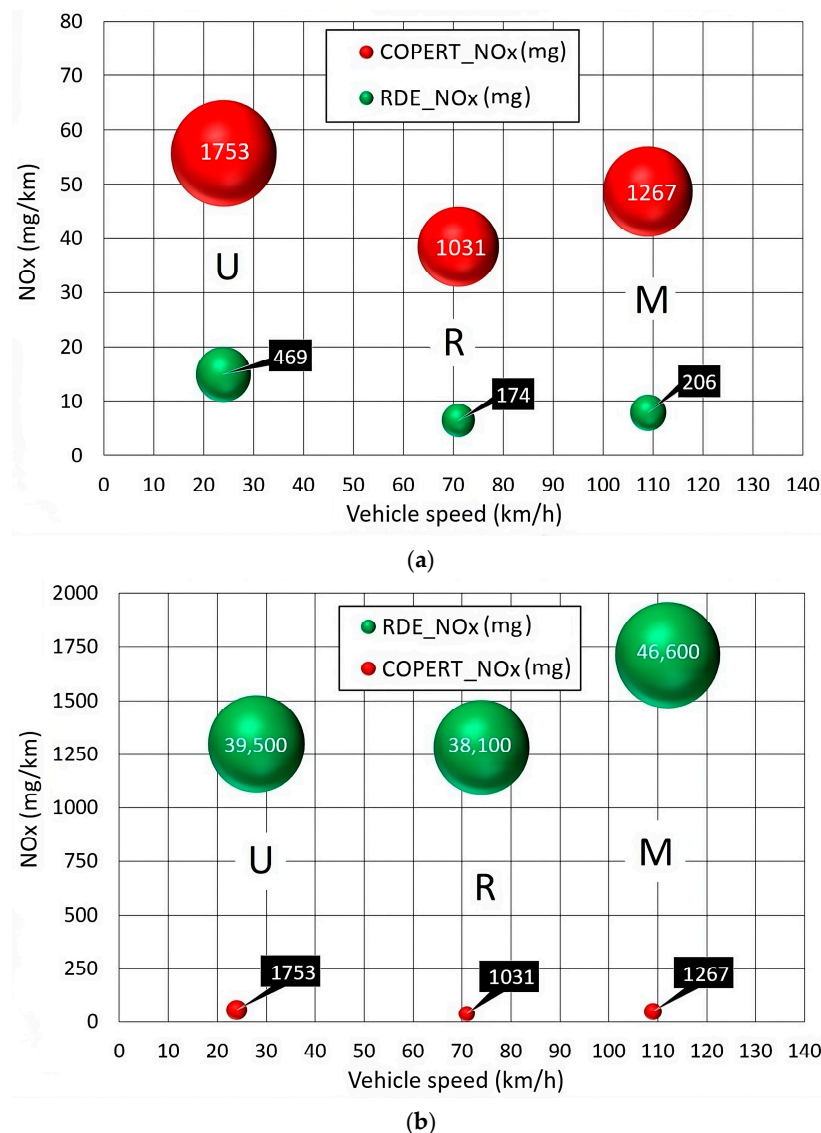 80
70
60
50
40
30
20
10
0
NOx (mg/km)
COPERT_NOx (mg)
RDE_NOx (mg)
1753
1031
1267
U
R
M
469
174
206
0 10 20 30 40 50 60 70 80 90 100 110 120 130 140
Vehicle speed (km/h)
(a)
2000
1750
1500
1250
1000
750
500
250
0
NOx (mg/km)
RDE_NOx (mg)
COPERT_NOx (mg)
39,500
38,100
46,600
U
R
M
1753
1031
1267
0 10 20 30 40 50 60 70 80 90 100 110 120 130 140
Vehicle speed (km/h)
(b)